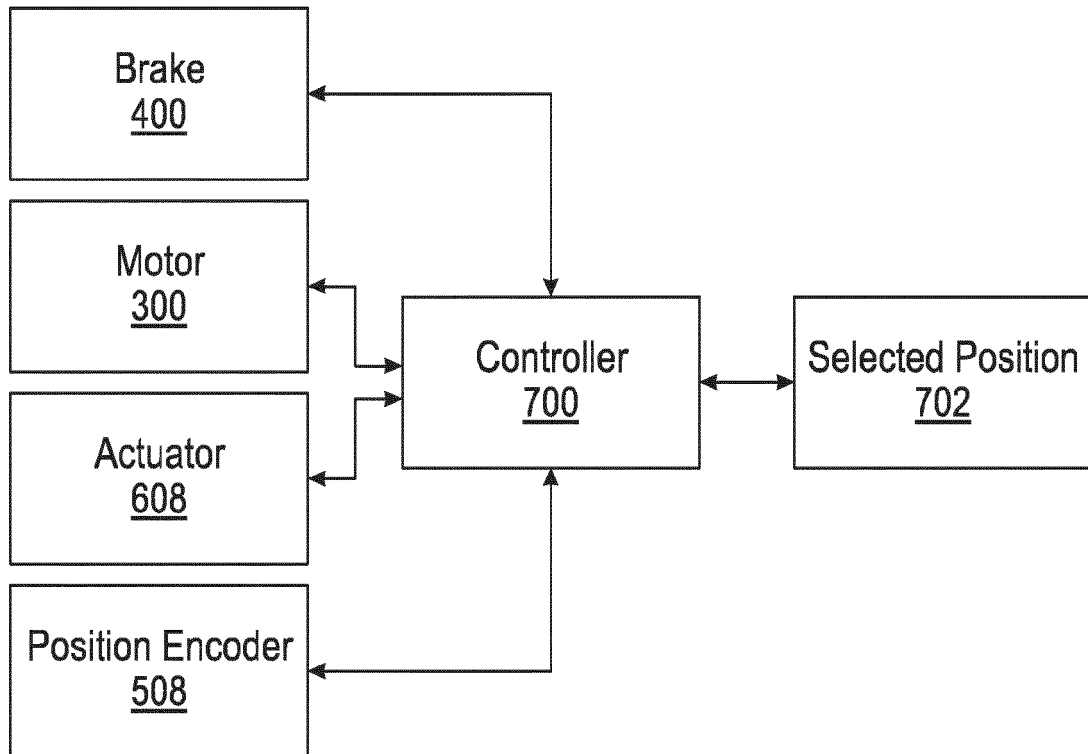 Brake
400
Motor
300
Actuator
608
Position Encoder
508
Controller
700
Selected Position
702